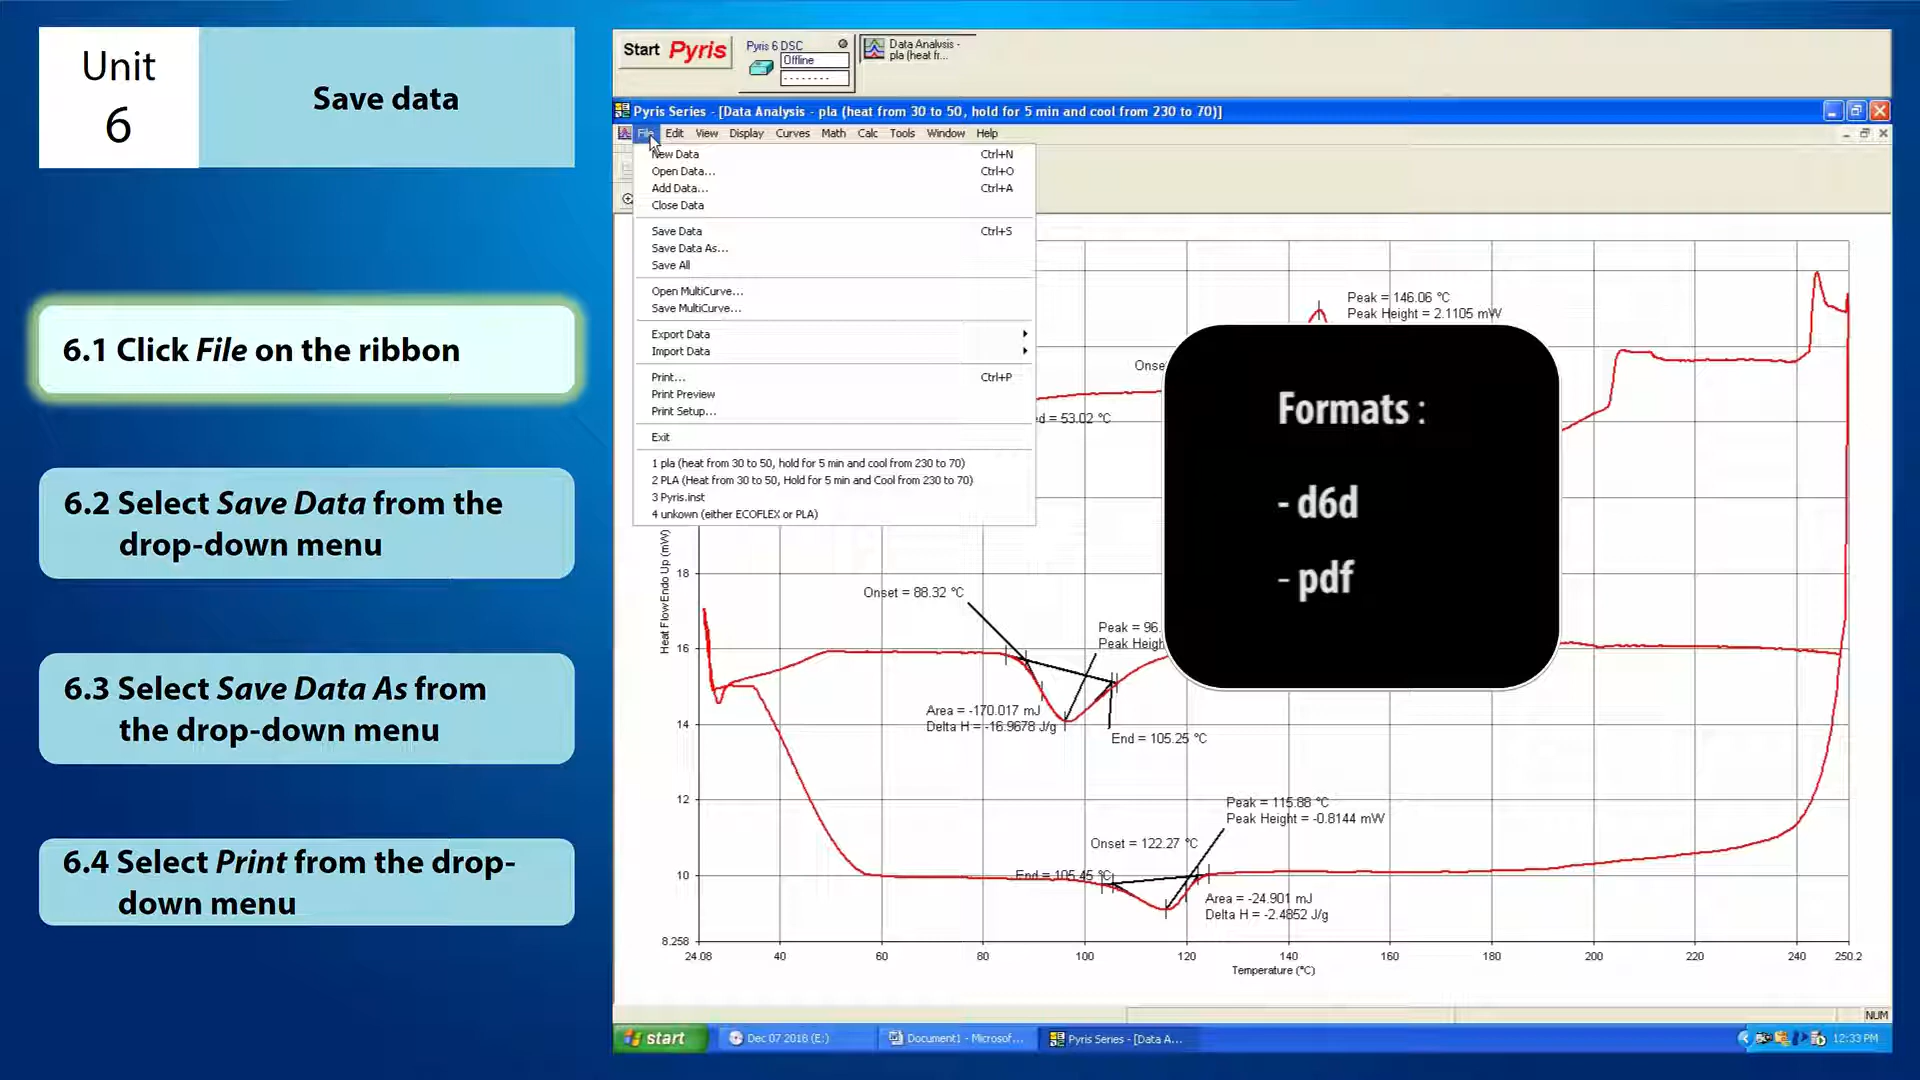 Unit
6
Save data
6.1 Click File on the ribbon
6.2 Select Save Data from the
drop-down menu
6.3 Select Save Data As from
the drop-down menu
6.4 Select Print from the drop-
down menu
Start Pyris
Pyris 6 DSC
Offline
--------
Data Analysis -
pla (heat fr...
Pyris Series - [Data Analysis - pla (heat from 30 to 50, hold for 5 min and cool from 230 to 70)]
File Edit View Display Curves Math Calc Tools Window Help
New Data Ctrl+N
Open Data... Ctrl+O
Add Data... Ctrl+A
Close Data
Save Data Ctrl+S
Save Data As...
Save All
Open MultiCurve...
Save MultiCurve...
Export Data
Import Data
Print... Ctrl+P
Print Preview
Print Setup...
Exit
1 pla (heat from 30 to 50, hold for 5 min and cool from 230 to 70)
2 PLA (Heat from 30 to 50, Hold for 5 min and Cool from 230 to 70)
3 Pyris.inst
4 unkown (either ECOFLEX or PLA)
Peak = 146.06 °C
Peak Height = 2.1105 mW
Onse
d = 53.02 °C
Formats :
- d6d
- pdf
Heat Flow Endo Up (mW)
18
16
14
12
10
8.258
Onset = 88.32 °C
Peak = 96.
Peak Heigh
Area = -170.017 mJ
Delta H = -16.9678 J/g
End = 105.25 °C
Peak = 115.88 °C
Peak Height = -0.8144 mW
Onset = 122.27 °C
End = 105.45 °C
Area = -24.901 mJ
Delta H = -2.4852 J/g
24.08 40 60 80 100 120 140 160 180 200 220 240 250.2
Temperature (°C)
NUM
start
Dec 07 2016 (E:)
Document1 - Microsof...
Pyris Series - [Data A...
12:33 PM